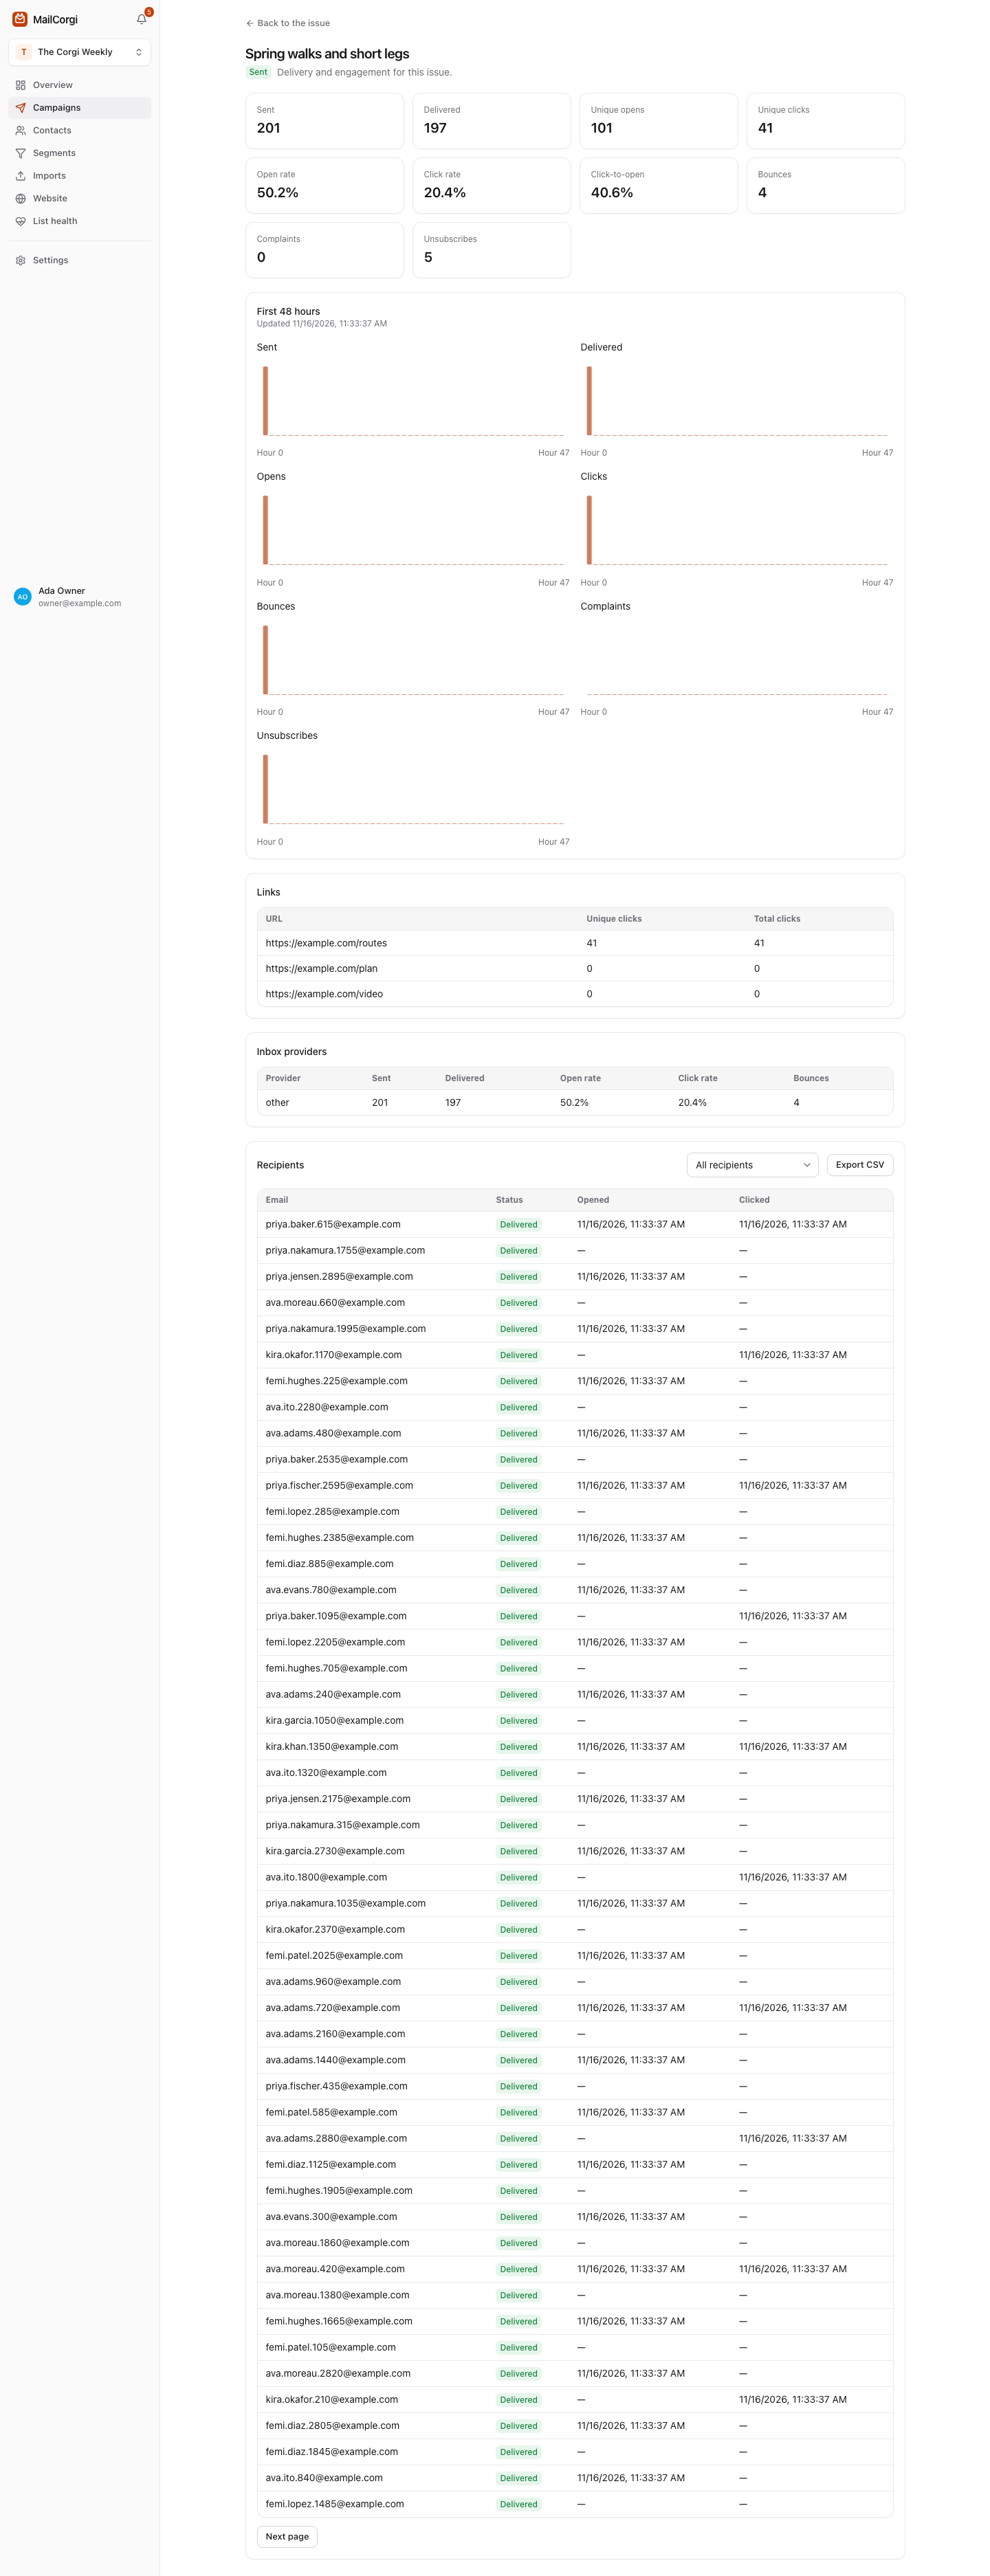 MailCorgi
5
T The Corgi Weekly
Overview
Campaigns
Contacts
Segments
Imports
Website
List health
Settings
Ada Owner
AO
owner@example.com
← Back to the issue
Spring walks and short legs
Sent Delivery and engagement for this issue.
Sent Delivered Unique opens Unique clicks
201 197 101 41
Open rate Click rate Click-to-open Bounces
50.2% 20.4% 40.6% 4
Complaints Unsubscribes
0 5
First 48 hours
Updated 11/16/2026, 11:33:37 AM
Sent Delivered
Hour 0 Hour 47 Hour 0 Hour 47
Opens Clicks
Hour 0 Hour 47 Hour 0 Hour 47
Bounces Complaints
Hour 0 Hour 47 Hour 0 Hour 47
Unsubscribes
Hour 0 Hour 47
Links
URL Unique clicks Total clicks
https://example.com/routes 41 41
https://example.com/plan 0 0
https://example.com/video 0 0
Inbox providers
Provider Sent Delivered Open rate Click rate Bounces
other 201 197 50.2% 20.4% 4
Recipients All recipients Export CSV
Email Status Opened Clicked
priya.baker.615@example.com Delivered 11/16/2026, 11:33:37 AM 11/16/2026, 11:33:37 AM
priya.nakamura.1755@example.com Delivered — —
priya.jensen.2895@example.com Delivered 11/16/2026, 11:33:37 AM —
ava.moreau.660@example.com Delivered — —
priya.nakamura.1995@example.com Delivered 11/16/2026, 11:33:37 AM —
kira.okafor.1170@example.com Delivered — 11/16/2026, 11:33:37 AM
femi.hughes.225@example.com Delivered 11/16/2026, 11:33:37 AM —
ava.ito.2280@example.com Delivered — —
ava.adams.480@example.com Delivered 11/16/2026, 11:33:37 AM —
priya.baker.2535@example.com Delivered — —
priya.fischer.2595@example.com Delivered 11/16/2026, 11:33:37 AM 11/16/2026, 11:33:37 AM
femi.lopez.285@example.com Delivered — —
femi.hughes.2385@example.com Delivered 11/16/2026, 11:33:37 AM —
femi.diaz.885@example.com Delivered — —
ava.evans.780@example.com Delivered 11/16/2026, 11:33:37 AM —
priya.baker.1095@example.com Delivered — 11/16/2026, 11:33:37 AM
femi.lopez.2205@example.com Delivered 11/16/2026, 11:33:37 AM —
femi.hughes.705@example.com Delivered — —
ava.adams.240@example.com Delivered 11/16/2026, 11:33:37 AM —
kira.garcia.1050@example.com Delivered — —
kira.khan.1350@example.com Delivered 11/16/2026, 11:33:37 AM 11/16/2026, 11:33:37 AM
ava.ito.1320@example.com Delivered — —
priya.jensen.2175@example.com Delivered 11/16/2026, 11:33:37 AM —
priya.nakamura.315@example.com Delivered — —
kira.garcia.2730@example.com Delivered 11/16/2026, 11:33:37 AM —
ava.ito.1800@example.com Delivered — 11/16/2026, 11:33:37 AM
priya.nakamura.1035@example.com Delivered 11/16/2026, 11:33:37 AM —
kira.okafor.2370@example.com Delivered — —
femi.patel.2025@example.com Delivered 11/16/2026, 11:33:37 AM —
ava.adams.960@example.com Delivered — —
ava.adams.720@example.com Delivered 11/16/2026, 11:33:37 AM 11/16/2026, 11:33:37 AM
ava.adams.2160@example.com Delivered — —
ava.adams.1440@example.com Delivered 11/16/2026, 11:33:37 AM —
priya.fischer.435@example.com Delivered — —
femi.patel.585@example.com Delivered 11/16/2026, 11:33:37 AM —
ava.adams.2880@example.com Delivered — 11/16/2026, 11:33:37 AM
femi.diaz.1125@example.com Delivered 11/16/2026, 11:33:37 AM —
femi.hughes.1905@example.com Delivered — —
ava.evans.300@example.com Delivered 11/16/2026, 11:33:37 AM —
ava.moreau.1860@example.com Delivered — —
ava.moreau.420@example.com Delivered 11/16/2026, 11:33:37 AM 11/16/2026, 11:33:37 AM
ava.moreau.1380@example.com Delivered — —
femi.hughes.1665@example.com Delivered 11/16/2026, 11:33:37 AM —
femi.patel.105@example.com Delivered — —
ava.moreau.2820@example.com Delivered 11/16/2026, 11:33:37 AM —
kira.okafor.210@example.com Delivered — 11/16/2026, 11:33:37 AM
femi.diaz.2805@example.com Delivered 11/16/2026, 11:33:37 AM —
femi.diaz.1845@example.com Delivered — —
ava.ito.840@example.com Delivered 11/16/2026, 11:33:37 AM —
femi.lopez.1485@example.com Delivered — —
Next page